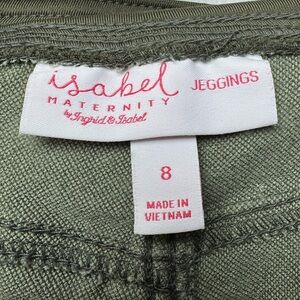 isabel JEGGINGS
MATERNITY
by Ingrid & Isabel
8
MADE IN
VIETNAM